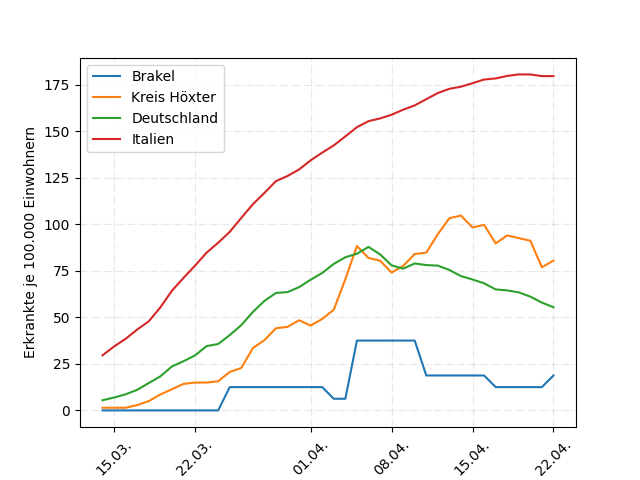 Brakel
Kreis Höxter
Deutschland
Italien
Erkrankte je 100.000 Einwohnern
175
150
125
100
75
50
25
0
15.03.
22.03.
01.04.
08.04.
15.04.
22.04.